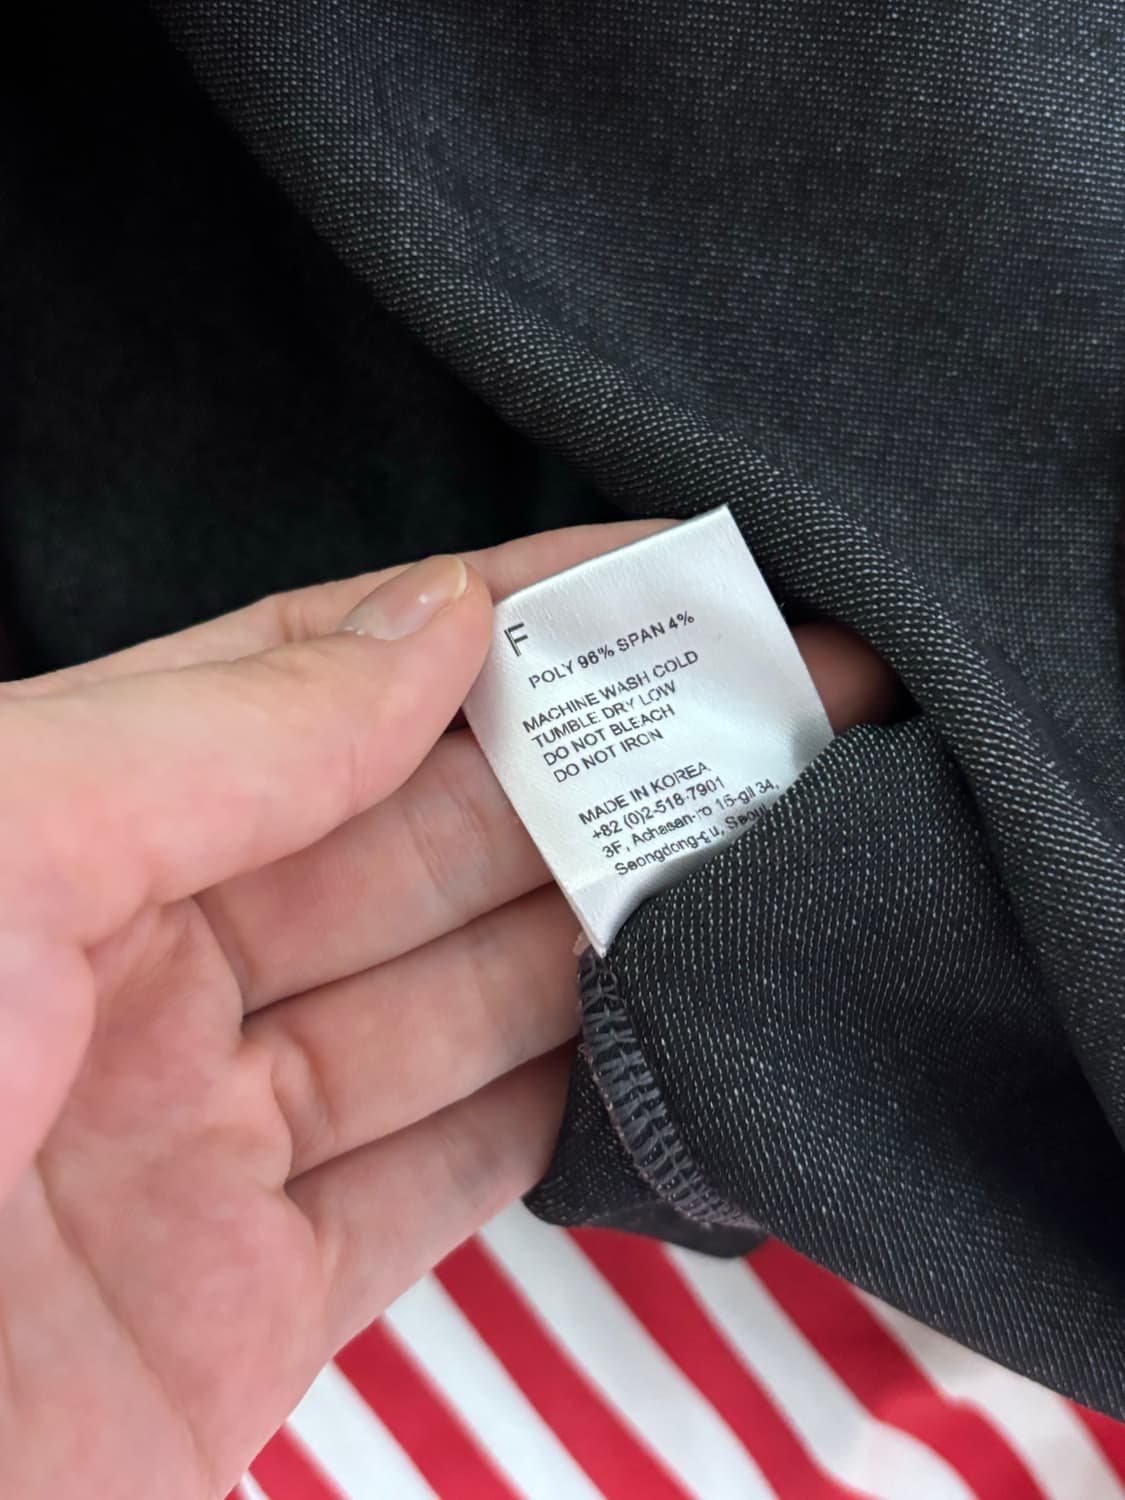 F
POLY 96% SPAN 4%
MACHINE WASH COLD
TUMBLE DRY LOW
DO NOT BLEACH
DO NOT IRON
MADE IN KOREA
+82 (0)2-518-7901
3F, Achasan-ro 15-gil 34,
Seongdong-gu, Seoul